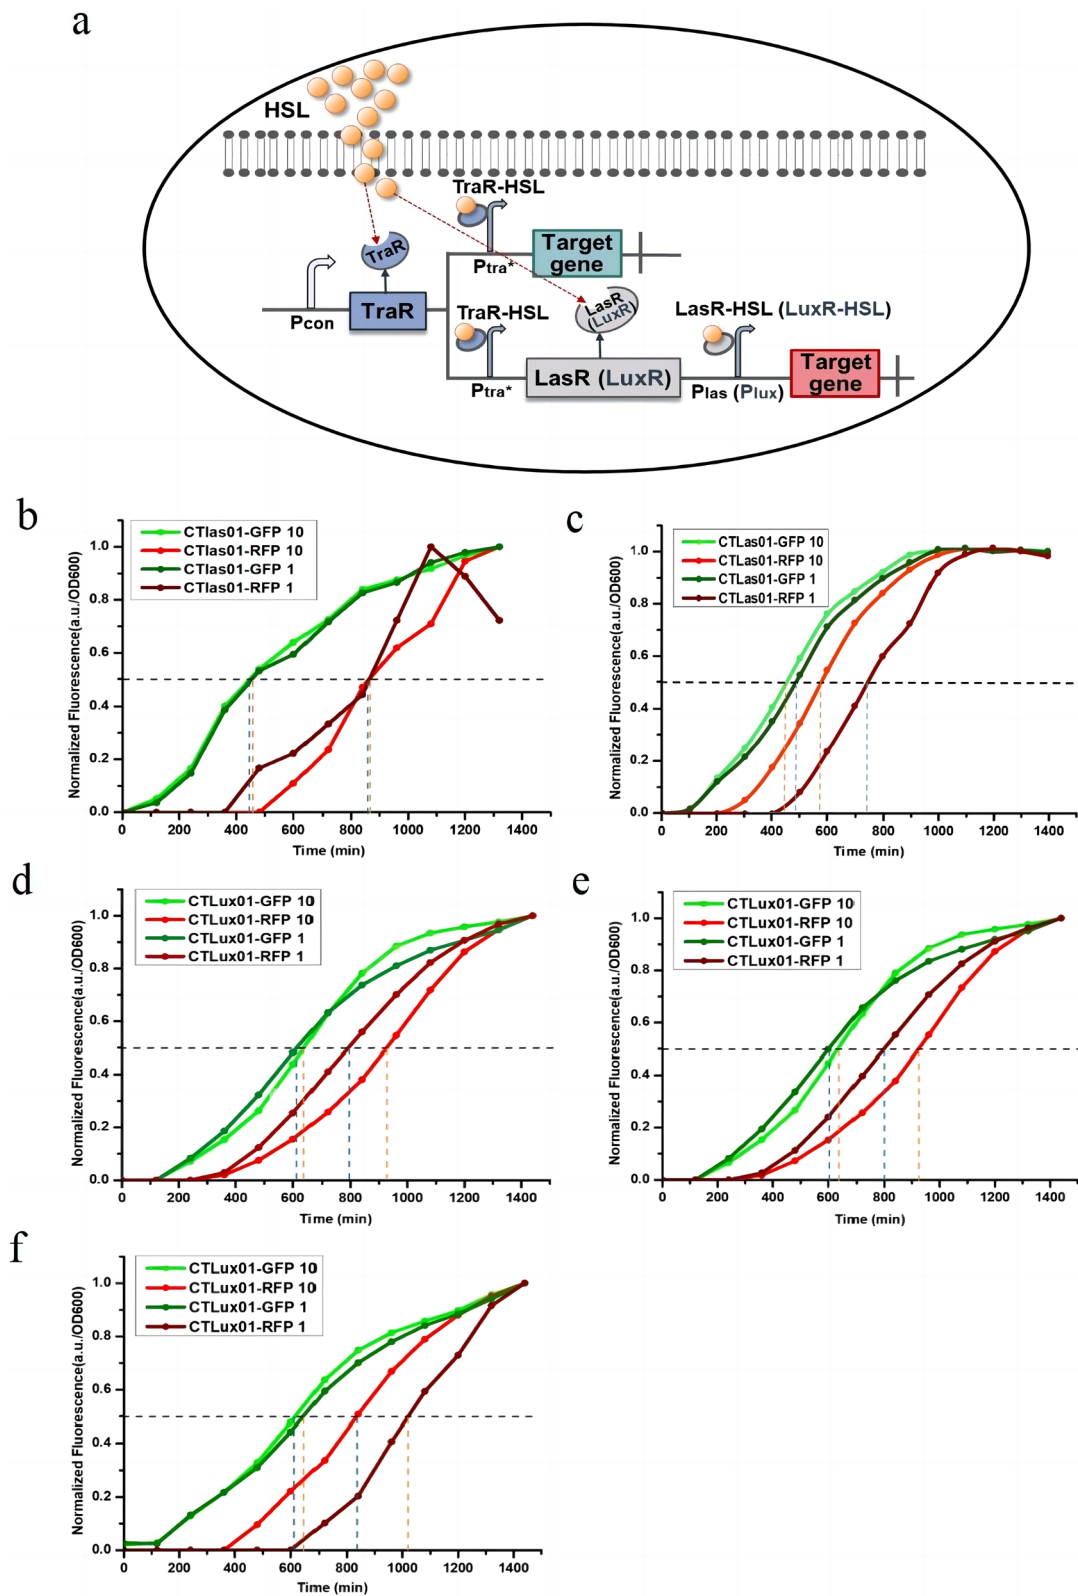 a
HSL
TraR-HSL
TraR
Ptra*
Target
gene
Pcon
TraR
TraR-HSL
LasR
(LuxR)
LasR-HSL (LuxR-HSL)
Ptra*
LasR (LuxR)
Plas (Plux)
Target
gene
b
CTlas01-GFP 10
CTlas01-RFP 10
CTlas01-GFP 1
CTlas01-RFP 1
Normalized Fluorescence(a.u./OD600)
1.0
0.8
0.6
0.4
0.2
0.0
0 200 400 600 800 1000 1200 1400
Time (min)
c
CTLas01-GFP 10
CTLas01-RFP 10
CTLas01-GFP 1
CTLas01-RFP 1
Normalized Fluorescence(a.u./OD600)
1.0
0.8
0.6
0.4
0.2
0.0
0 200 400 600 800 1000 1200 1400
Time (min)
d
CTLux01-GFP 10
CTLux01-RFP 10
CTLux01-GFP 1
CTLux01-RFP 1
Normalized Fluorescence(a.u./OD600)
1.0
0.8
0.6
0.4
0.2
0.0
0 200 400 600 800 1000 1200 1400
Time (min)
e
CTLux01-GFP 10
CTLux01-RFP 10
CTLux01-GFP 1
CTLux01-RFP 1
Normalized Fluorescence(a.u./OD600)
1.0
0.8
0.6
0.4
0.2
0.0
0 200 400 600 800 1000 1200 1400
Time (min)
f
CTLux01-GFP 10
CTLux01-RFP 10
CTLux01-GFP 1
CTLux01-RFP 1
Normalized Fluorescence(a.u./OD600)
1.0
0.8
0.6
0.4
0.2
0.0
0 200 400 600 800 1000 1200 1400
Time (min)